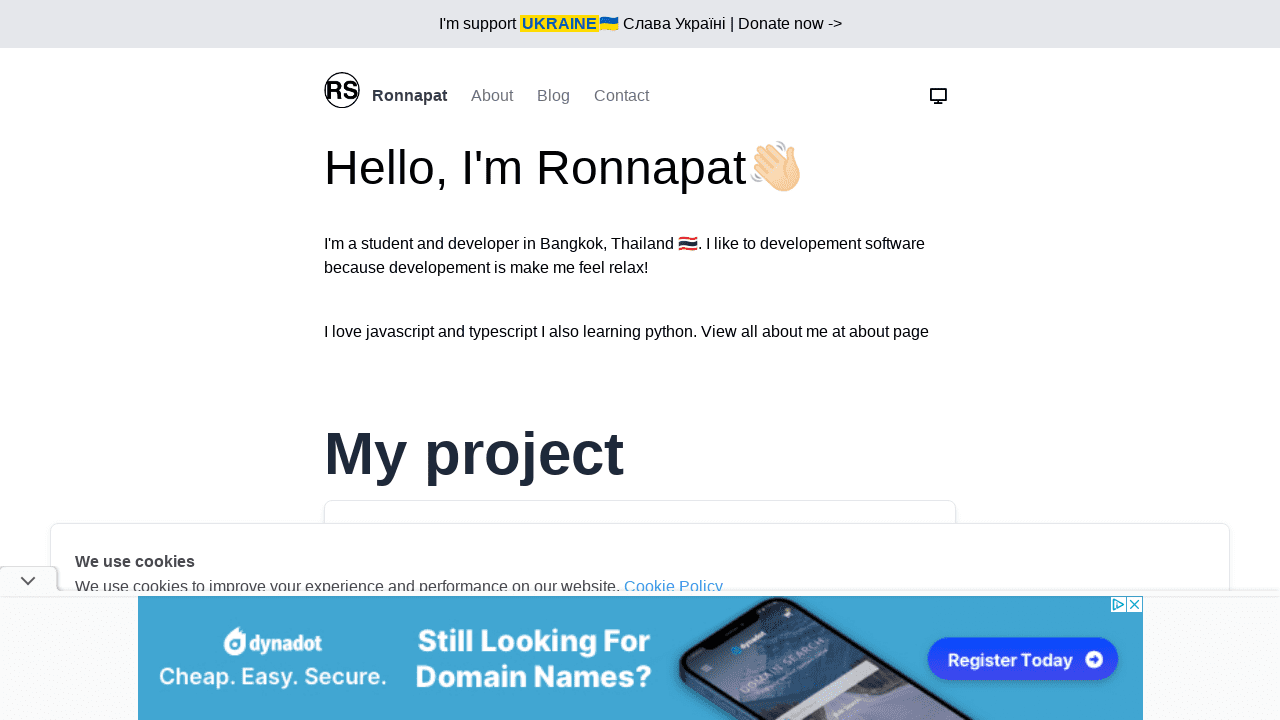 I'm support UKRAINE🇺🇦 Слава Україні | Donate now ->
RS Ronnapat About Blog Contact
Hello, I'm Ronnapat👋🏻
I'm a student and developer in Bangkok, Thailand 🇹🇭. I like to developement software
because developement is make me feel relax!
I love javascript and typescript I also learning python. View all about me at about page
My project
We use cookies
We use cookies to improve your experience and performance on our website. Cookie Policy
dynadot
Cheap. Easy. Secure.
Still Looking For
Domain Names?
dynadot
DOMAIN SEARCH
Register Today